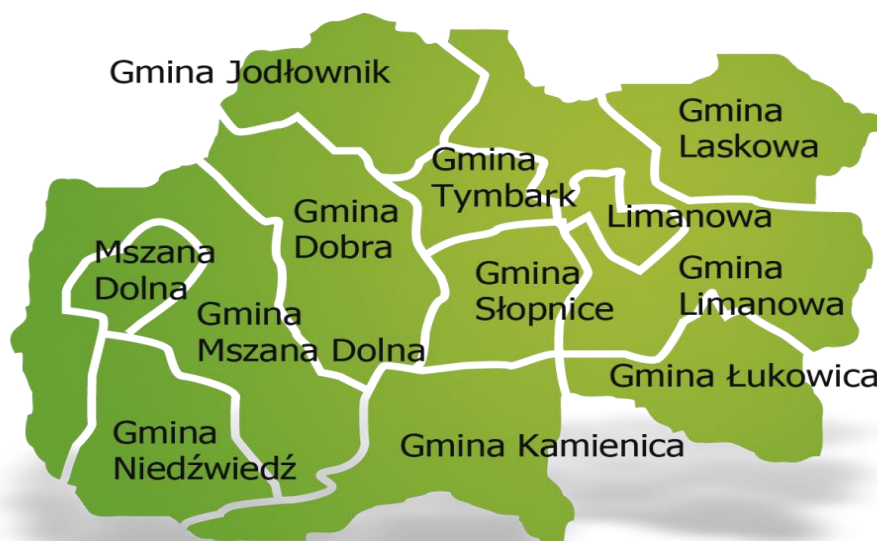 Gmina Jodłownik
Gmina
Laskowa
Gmina
Tymbark
Gmina
Dobra
Limanowa
Mszana
Dolna
Gmina
Słopnice
Gmina
Limanowa
Gmina
Mszana Dolna
Gmina Łukowica
Gmina
Niedźwiedź
Gmina Kamienica